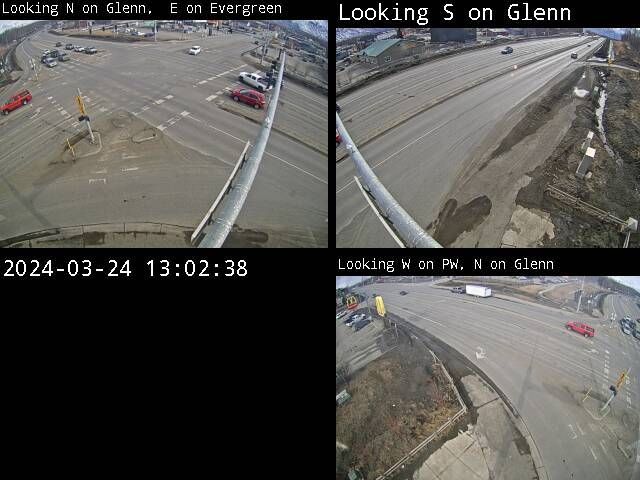 Looking N on Glenn,  E on Evergreen
Looking S on Glenn
2024-03-24 13:02:38
Looking W on PW, N on Glenn